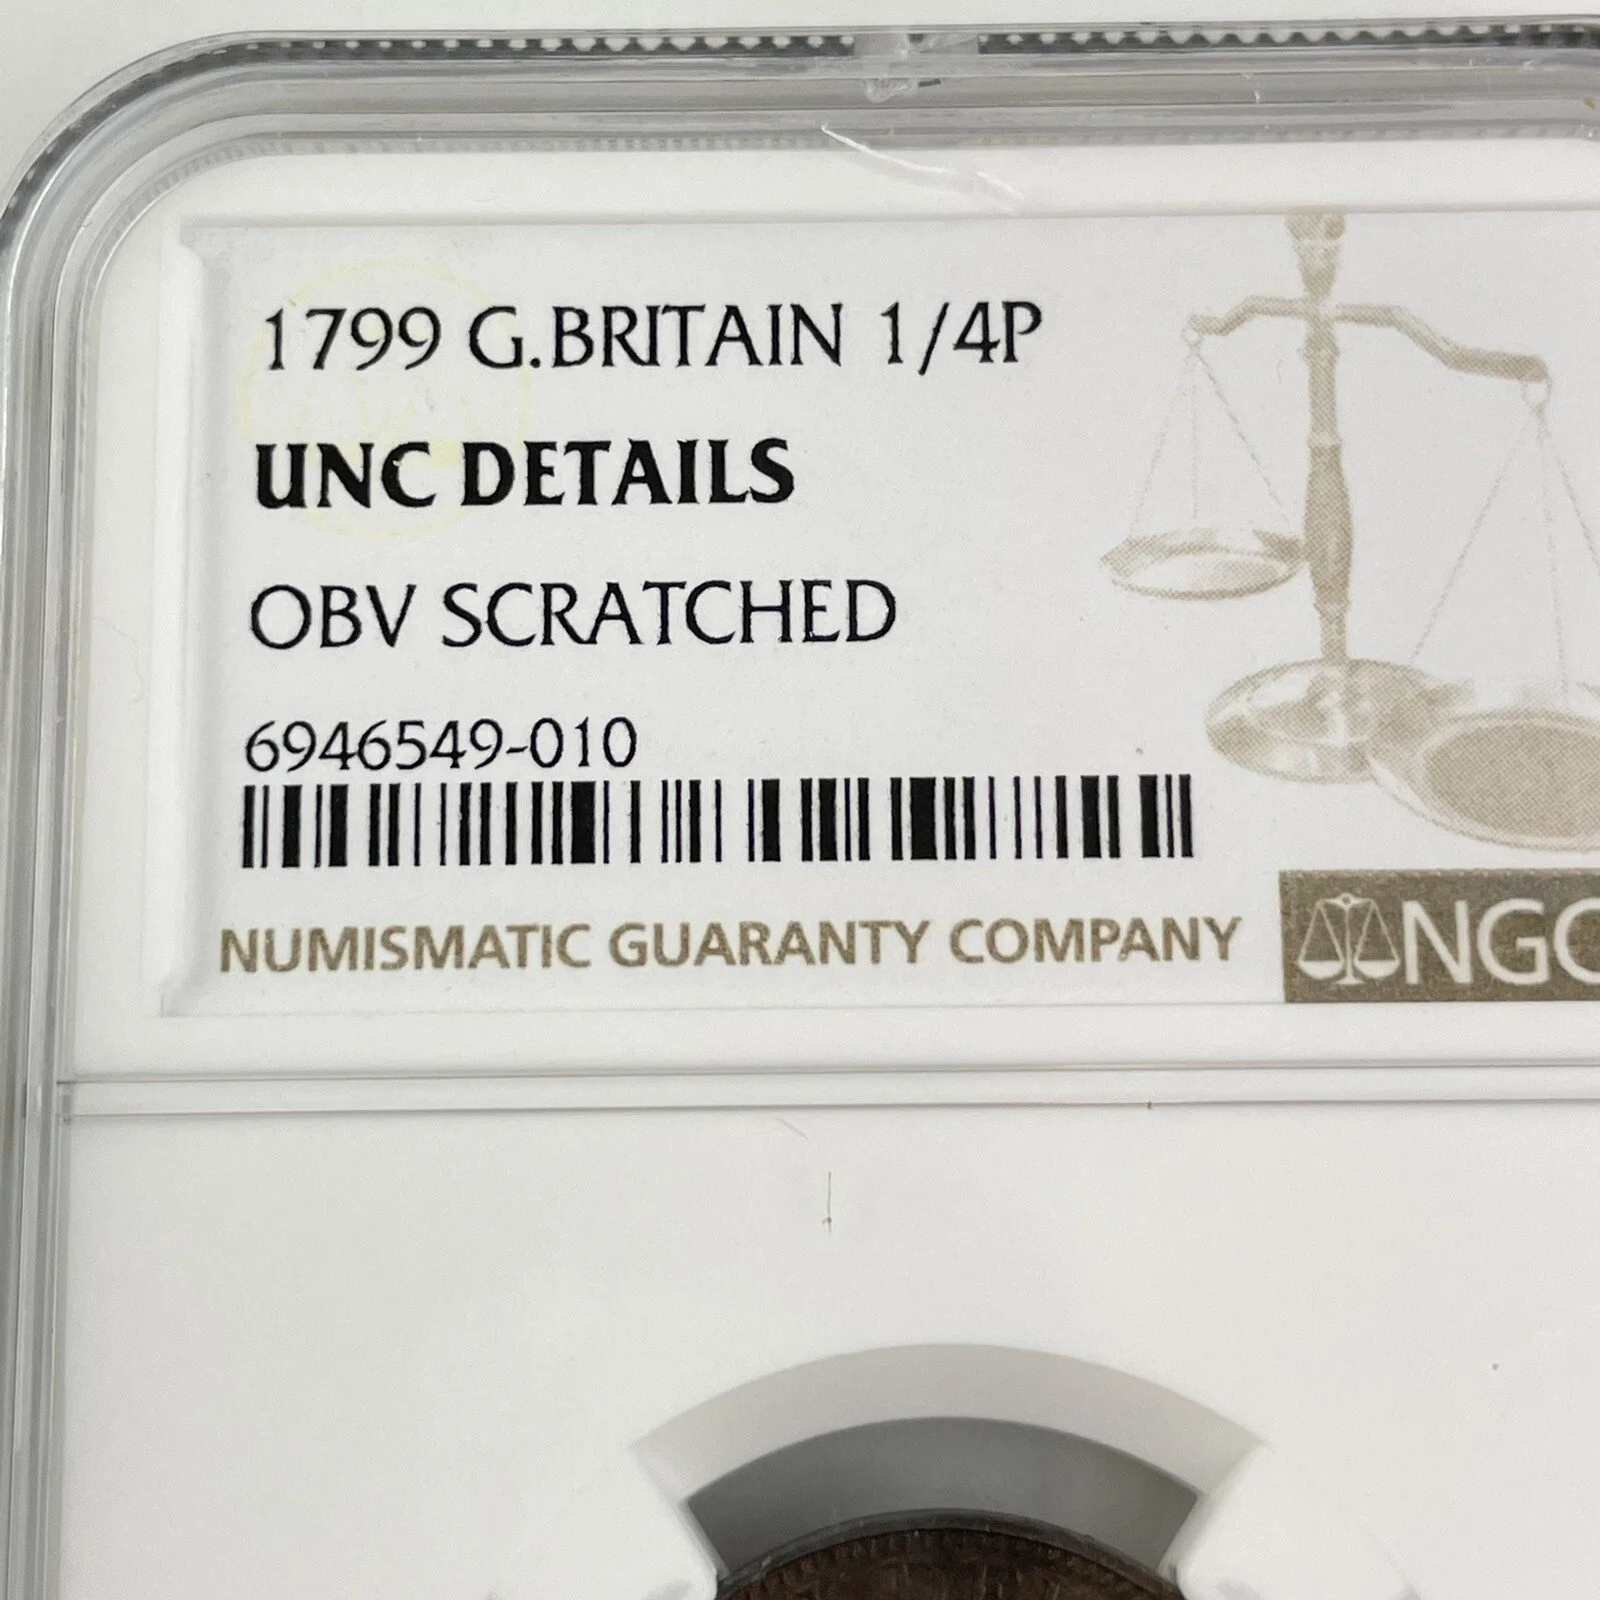 1799 G.BRITAIN 1/4P
UNC DETAILS
OBV SCRATCHED
6946549-010
NUMISMATIC GUARANTY COMPANY
NGC